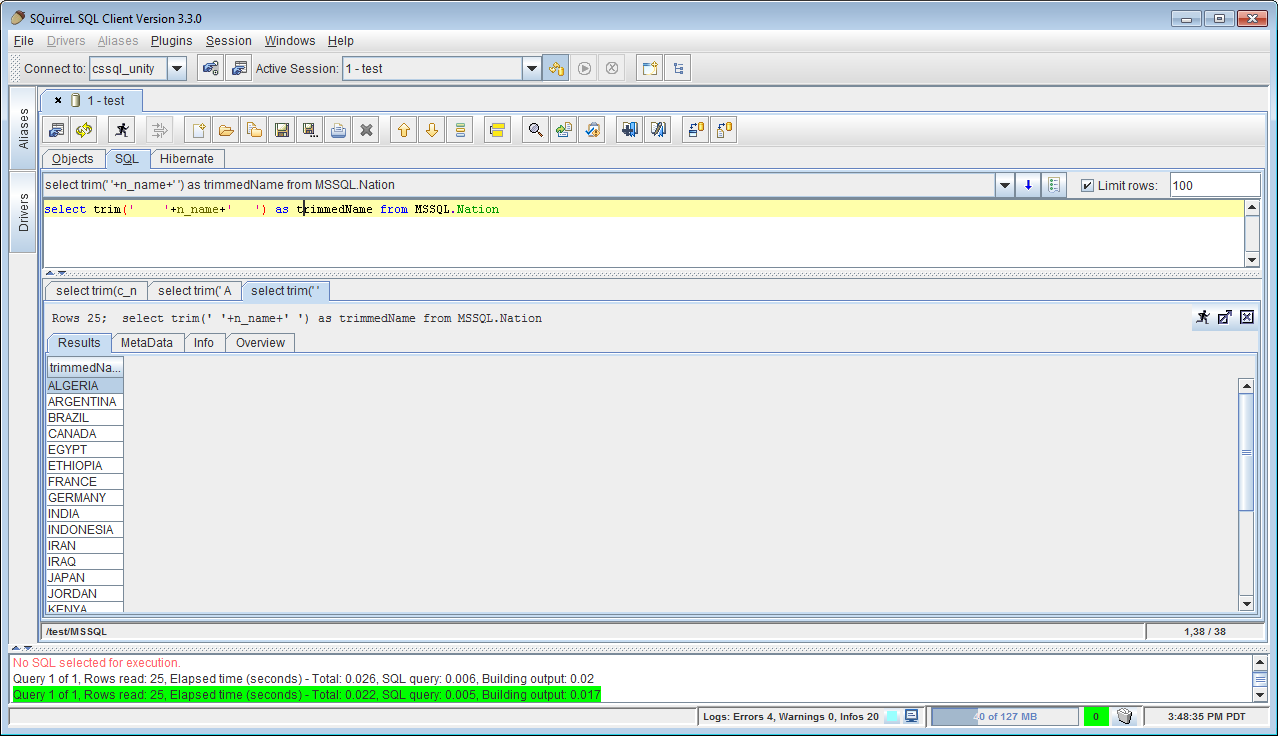 SQuirreL SQL Client Version 3.3.0
File Drivers Aliases Plugins Session Windows Help
Connect to: cssql_unity Active Session: 1 - test
Aliases
Drivers
1 - test
Objects SQL Hibernate
select trim(' '+n_name+' ') as trimmedName from MSSQL.Nation
Limit rows: 100
select trim('    '+n_name+'    ') as trimmedName from MSSQL.Nation
select trim(c_n select trim(' A select trim(' '
Rows 25; select trim(' '+n_name+' ') as trimmedName from MSSQL.Nation
Results MetaData Info Overview
trimmedNa...
ALGERIA
ARGENTINA
BRAZIL
CANADA
EGYPT
ETHIOPIA
FRANCE
GERMANY
INDIA
INDONESIA
IRAN
IRAQ
JAPAN
JORDAN
KENYA
/test/MSSQL 1,38 / 38
No SQL selected for execution.
Query 1 of 1, Rows read: 25, Elapsed time (seconds) - Total: 0.026, SQL query: 0.006, Building output: 0.02
Query 1 of 1, Rows read: 25, Elapsed time (seconds) - Total: 0.022, SQL query: 0.005, Building output: 0.017
Logs: Errors 4, Warnings 0, Infos 20 40 of 127 MB 0 3:48:35 PM PDT